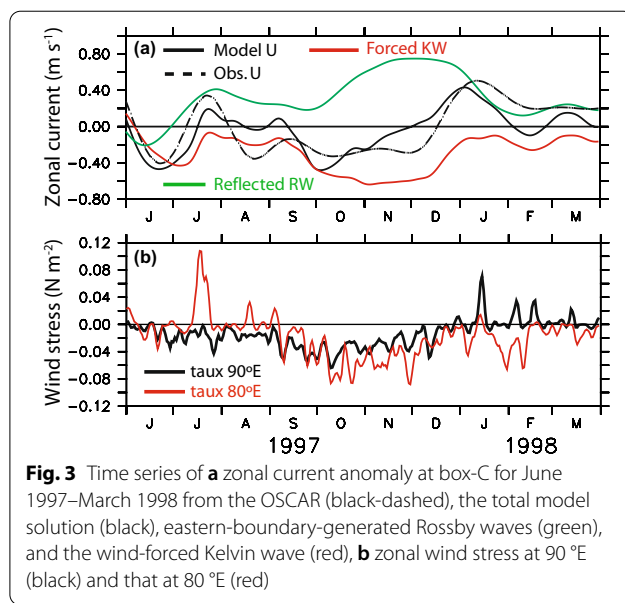 (a)
Model U
Forced KW
Obs. U
Reflected RW
Zonal current (m s⁻¹)
0.80
0.40
0.00
−0.40
−0.80
J J A S O N D J F M
(b)
Wind stress (N m⁻²)
0.12
0.08
0.04
0.00
−0.04
−0.08
−0.12
taux 90ºE
taux 80ºE
J J A S O N D J F M
1997 1998
Fig. 3 Time series of a zonal current anomaly at box-C for June
1997–March 1998 from the OSCAR (black-dashed), the total model
solution (black), eastern-boundary-generated Rossby waves (green),
and the wind-forced Kelvin wave (red), b zonal wind stress at 90 °E
(black) and that at 80 °E (red)